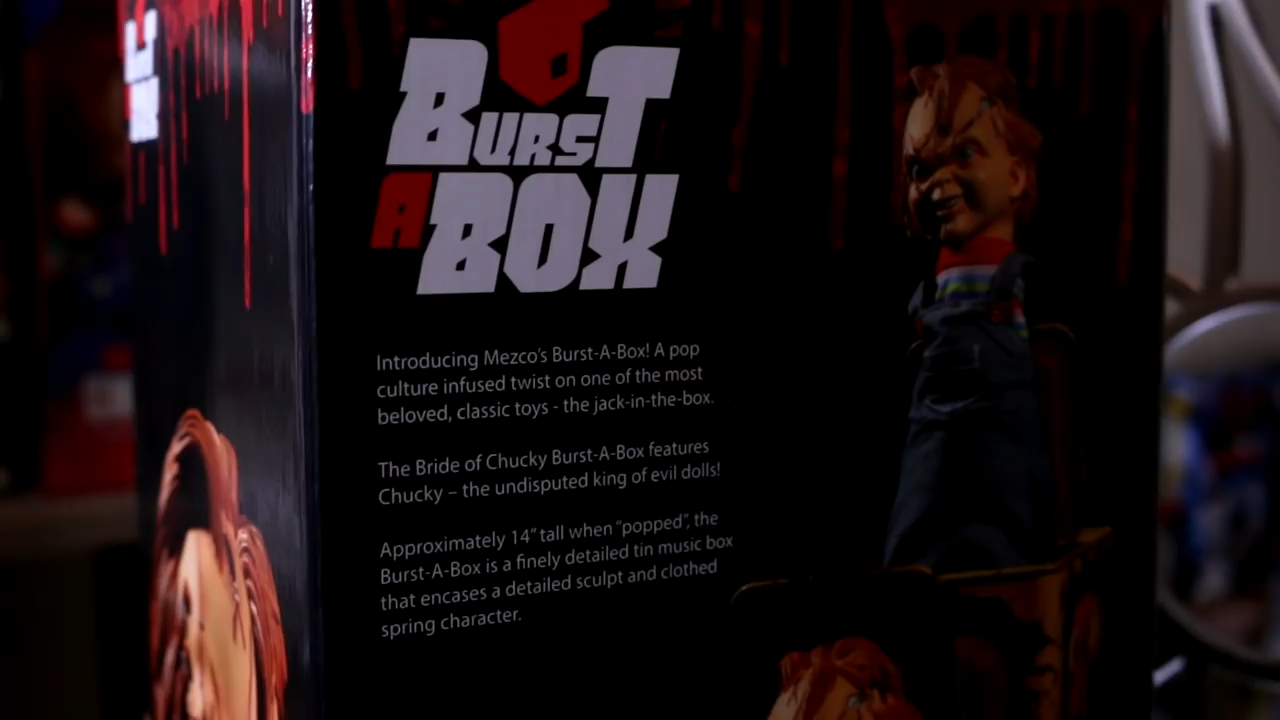 BURST
A BOX
Introducing Mezco's Burst-A-Box! A pop
culture infused twist on one of the most
beloved, classic toys - the jack-in-the-box.
The Bride of Chucky Burst-A-Box features
Chucky – the undisputed king of evil dolls!
Approximately 14" tall when "popped", the
Burst-A-Box is a finely detailed tin music box
that encases a detailed sculpt and clothed
spring character.